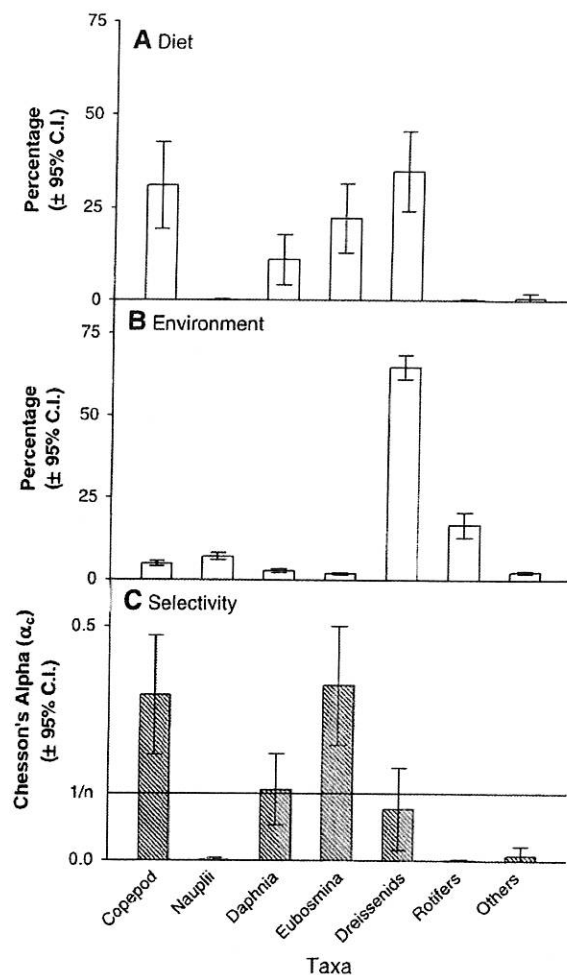 A Diet
75
50
25
0
Percentage
(± 95% C.I.)
B Environment
75
50
25
0
Percentage
(± 95% C.I.)
C Selectivity
0.5
1/n
0.0
Chesson's Alpha (αc)
(± 95% C.I.)
Copepod
Nauplii
Daphnia
Eubosmina
Dreissenids
Rotifers
Others
Taxa